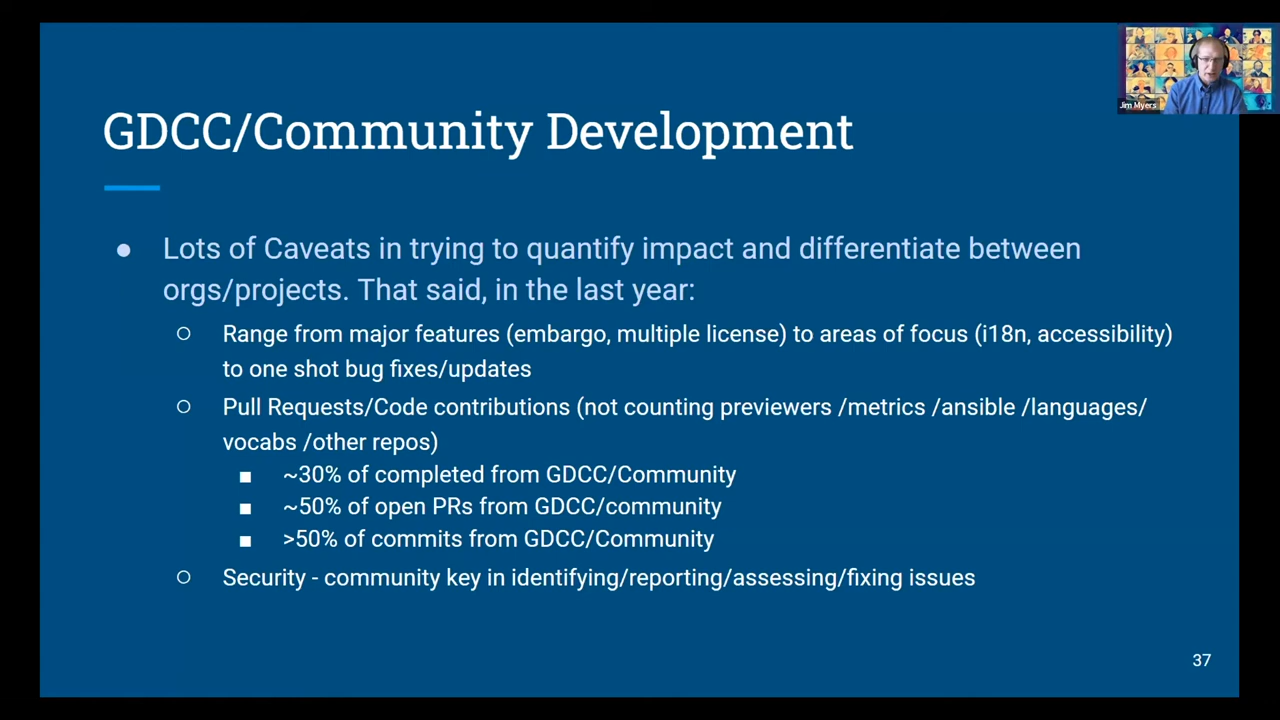 Jim Myers
GDCC/Community Development
● Lots of Caveats in trying to quantify impact and differentiate between
orgs/projects. That said, in the last year:
○ Range from major features (embargo, multiple license) to areas of focus (i18n, accessibility)
to one shot bug fixes/updates
○ Pull Requests/Code contributions (not counting previewers /metrics /ansible /languages/
vocabs /other repos)
■ ~30% of completed from GDCC/Community
■ ~50% of open PRs from GDCC/community
■ >50% of commits from GDCC/Community
○ Security - community key in identifying/reporting/assessing/fixing issues
37